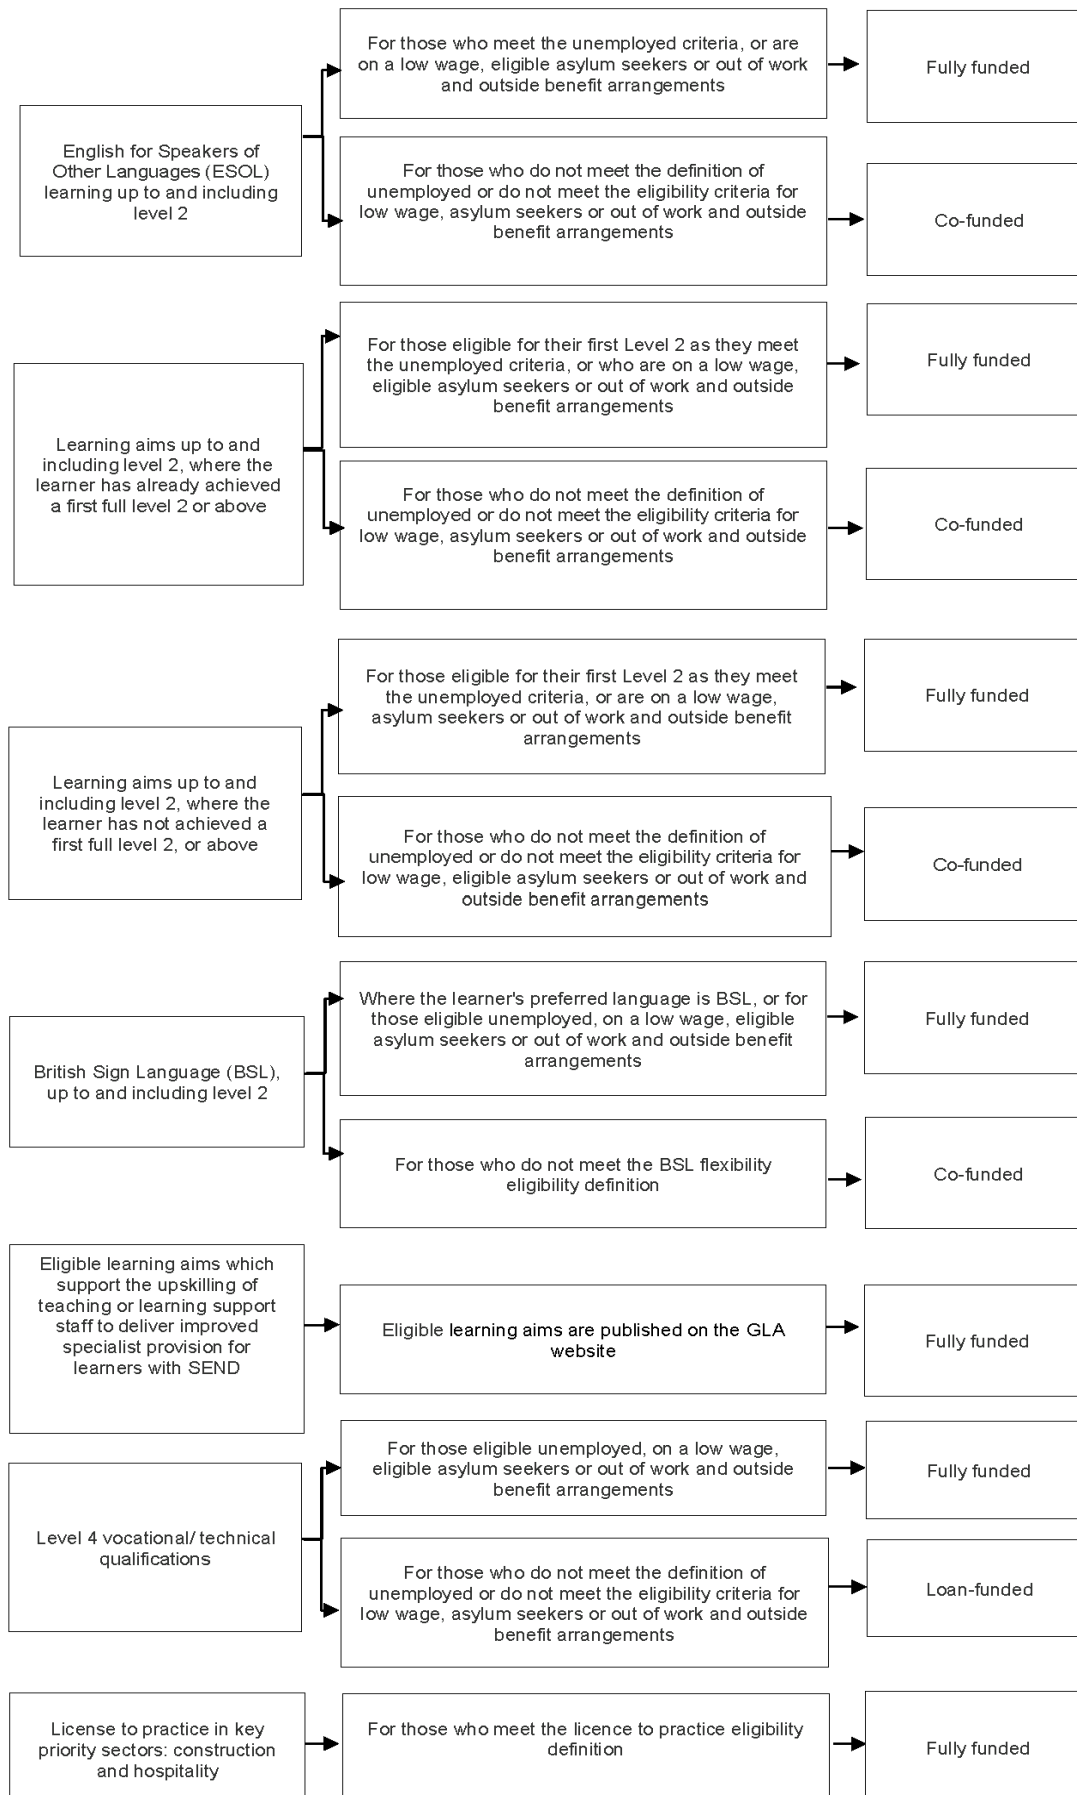 For those who meet the unemployed criteria, or are
on a low wage, eligible asylum seekers or out of work
and outside benefit arrangements
Fully funded
English for Speakers of
Other Languages (ESOL)
learning up to and including
level 2
For those who do not meet the definition of
unemployed or do not meet the eligibility criteria for
low wage, asylum seekers or out of work and outside
benefit arrangements
Co-funded
For those eligible for their first Level 2 as they meet
the unemployed criteria, or who are on a low wage,
eligible asylum seekers or out of work and outside
benefit arrangements
Fully funded
Learning aims up to and
including level 2, where the
learner has already achieved
a first full level 2 or above
For those who do not meet the definition of
unemployed or do not meet the eligibility criteria for
low wage, asylum seekers or out of work and outside
benefit arrangements
Co-funded
For those eligible for their first Level 2 as they meet
the unemployed criteria, or are on a low wage,
asylum seekers or out of work and outside benefit
arrangements
Fully funded
Learning aims up to and
including level 2, where the
learner has not achieved a
first full level 2, or above
For those who do not meet the definition of
unemployed or do not meet the eligibility criteria for
low wage, eligible asylum seekers or out of work and
outside benefit arrangements
Co-funded
Where the learner's preferred language is BSL, or for
those eligible unemployed, on a low wage, eligible
asylum seekers or out of work and outside benefit
arrangements
Fully funded
British Sign Language (BSL),
up to and including level 2
For those who do not meet the BSL flexibility
eligibility definition
Co-funded
Eligible learning aims which
support the upskilling of
teaching or learning support
staff to deliver improved
specialist provision for
learners with SEND
Eligible learning aims are published on the GLA
website
Fully funded
For those eligible unemployed, on a low wage,
eligible asylum seekers or out of work and outside
benefit arrangements
Fully funded
Level 4 vocational/ technical
qualifications
For those who do not meet the definition of
unemployed or do not meet the eligibility criteria for
low wage, asylum seekers or out of work and outside
benefit arrangements
Loan-funded
License to practice in key
priority sectors: construction
and hospitality
For those who meet the licence to practice eligibility
definition
Fully funded